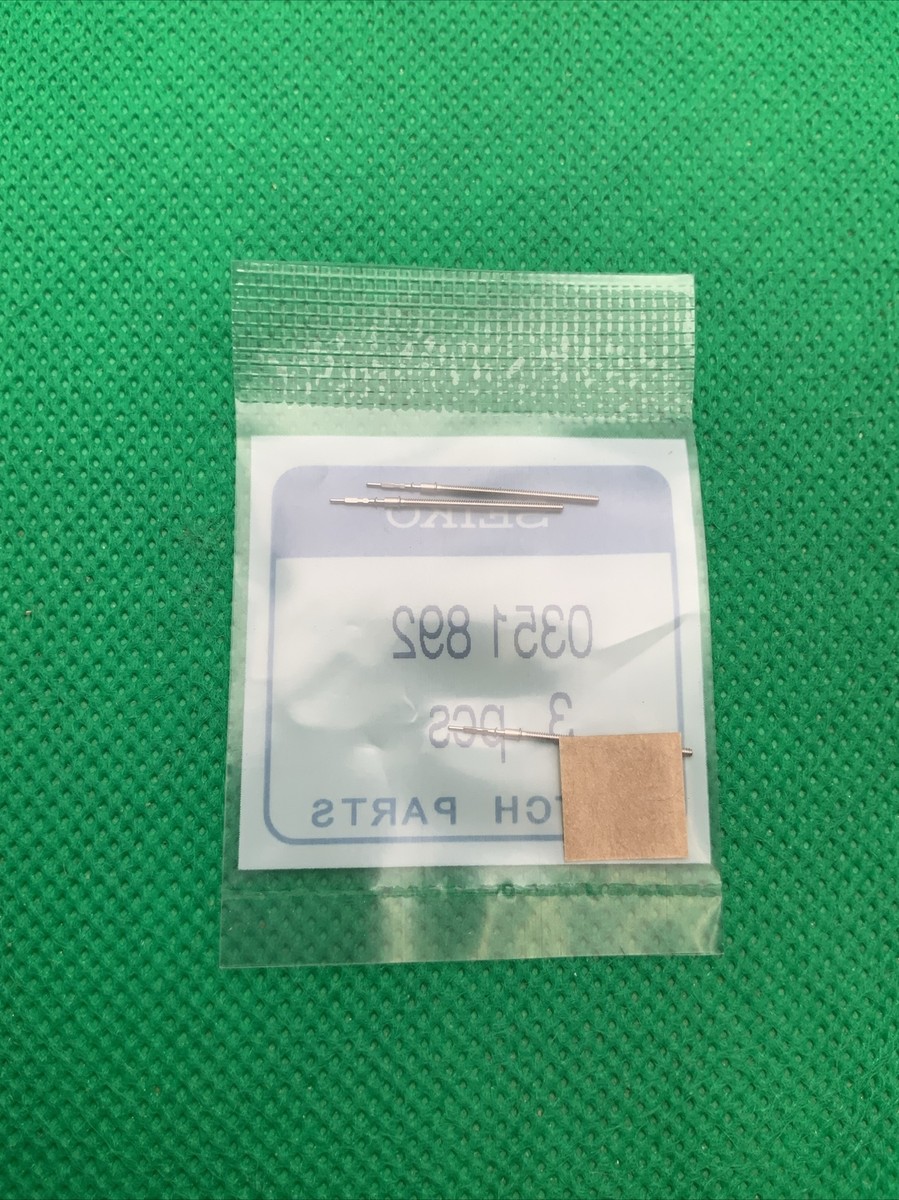 SEIKO
0351 892
3 pcs
TCH PARTS